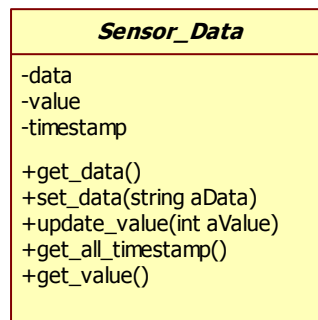 Sensor_Data
-data
-value
-timestamp
+get_data()
+set_data(string aData)
+update_value(int aValue)
+get_all_timestamp()
+get_value()